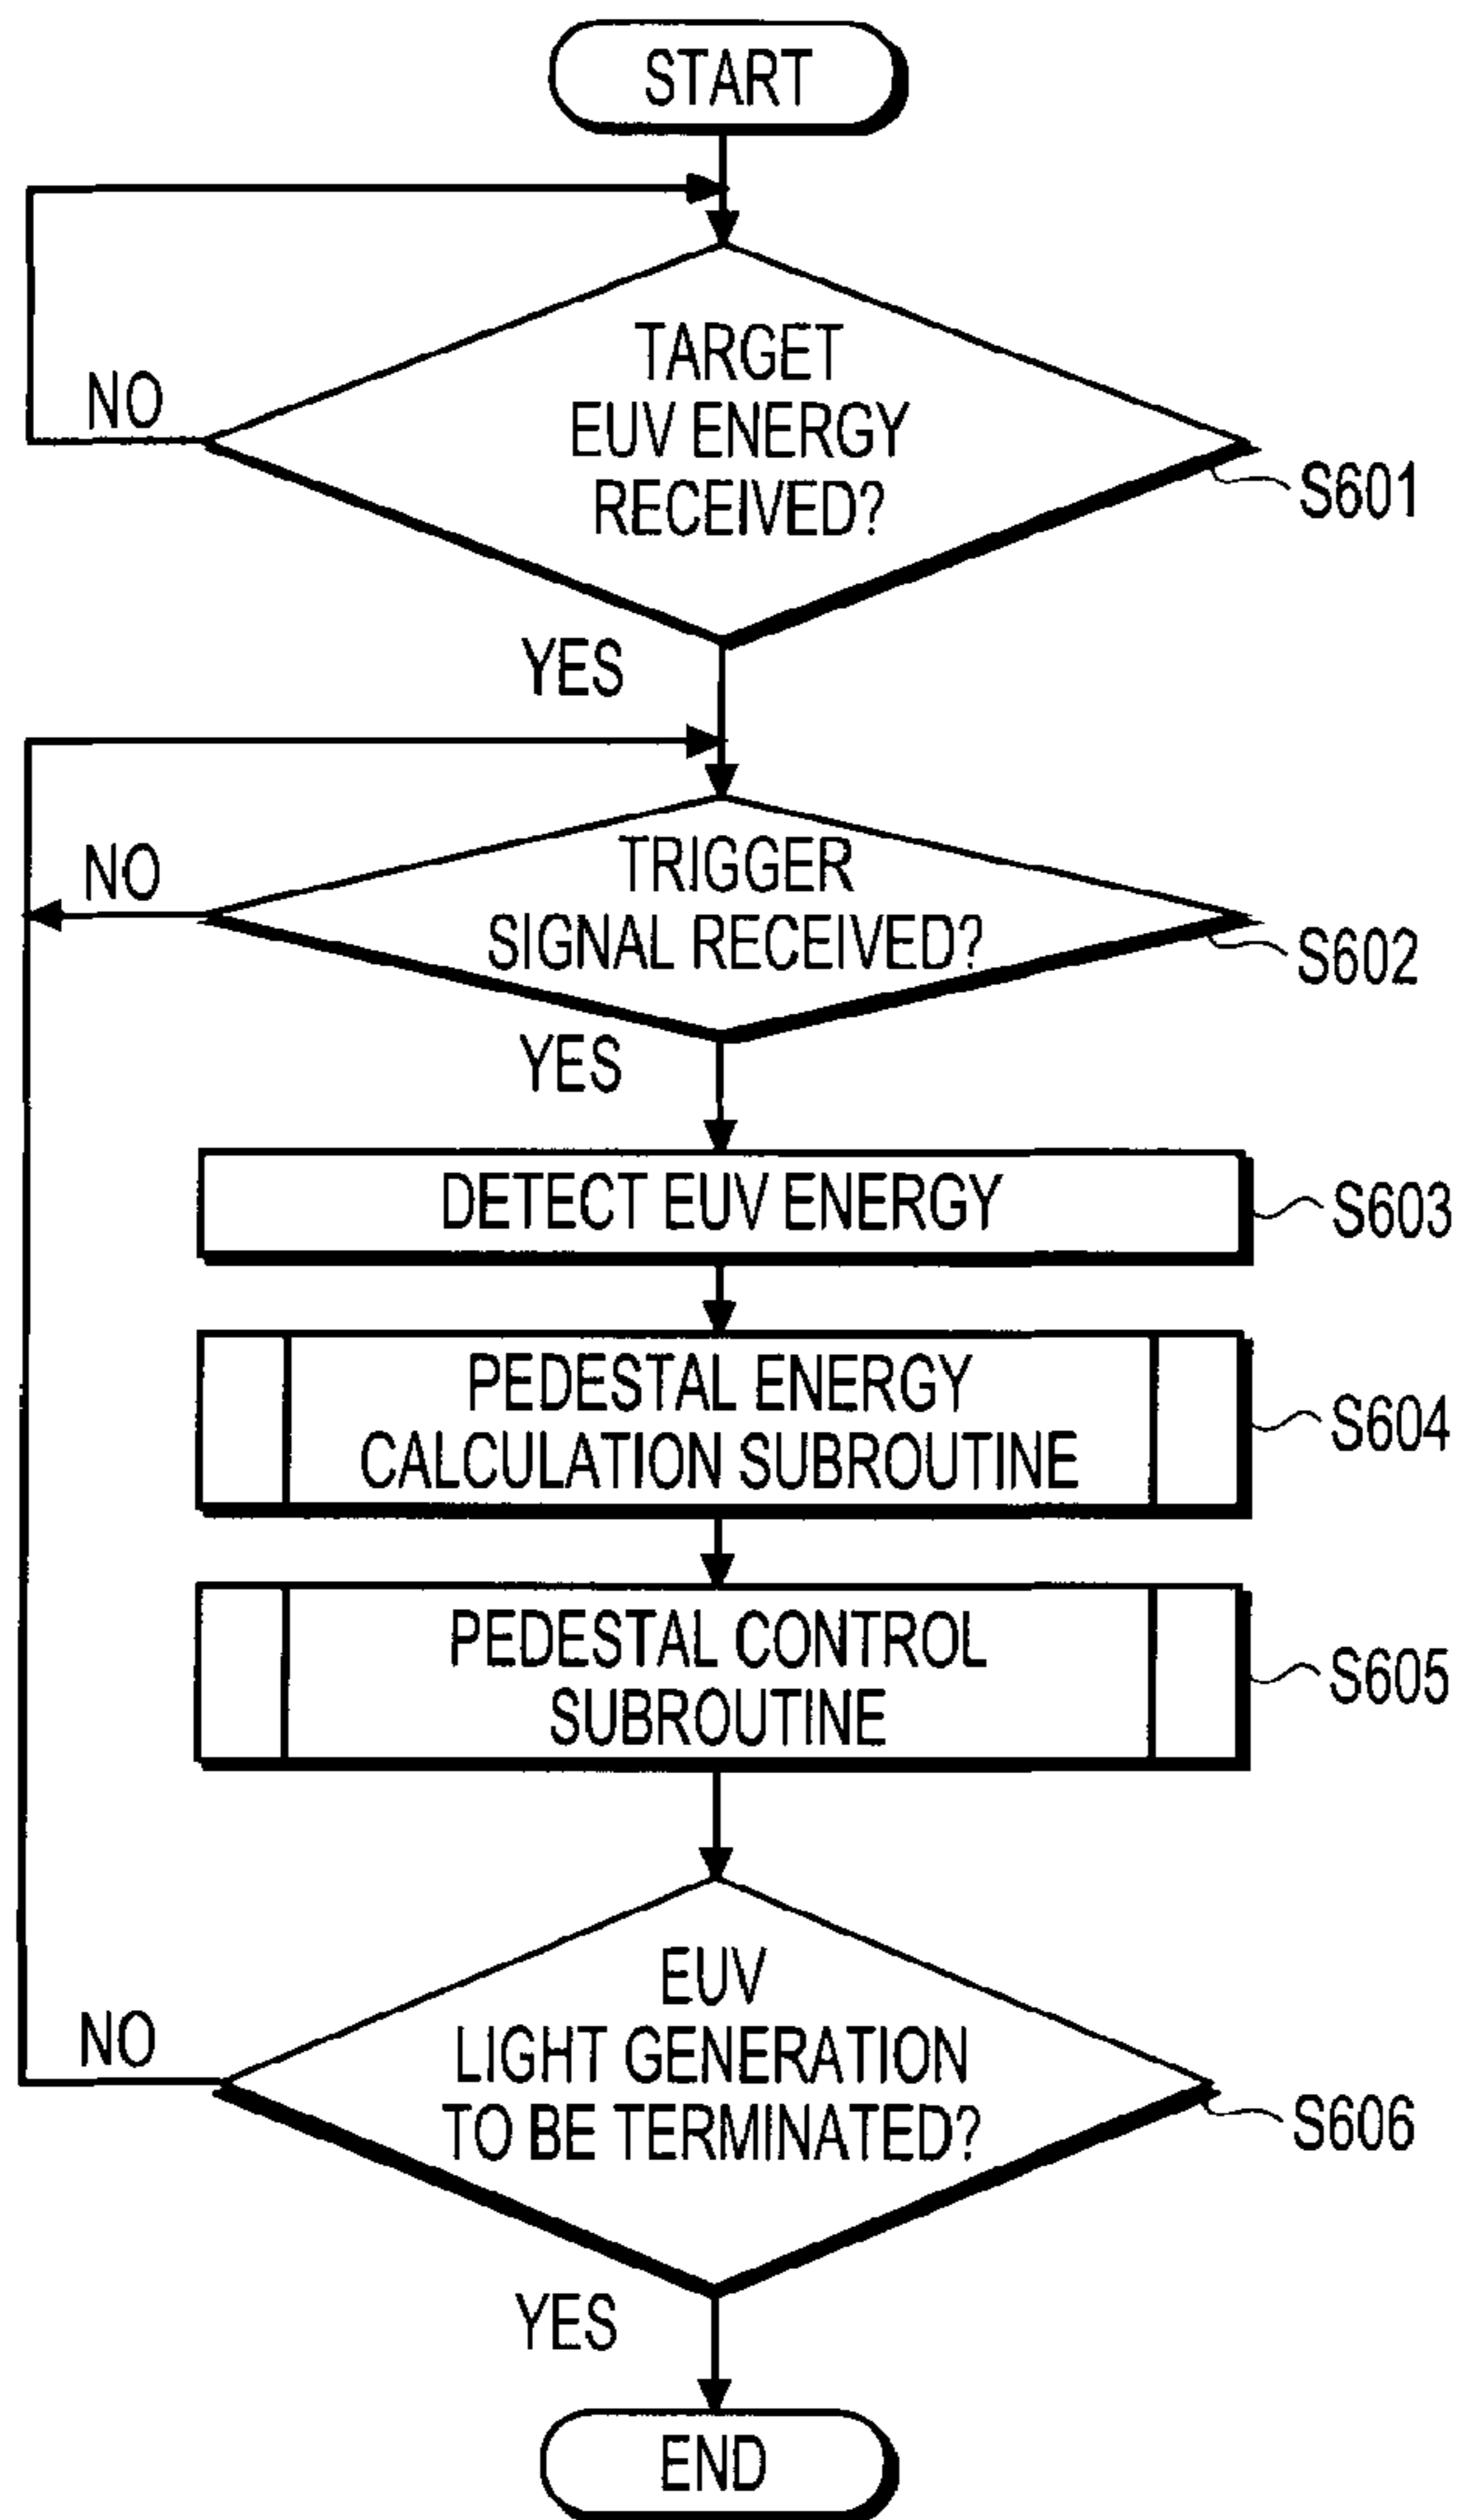 START
TARGET
EUV ENERGY
RECEIVED?
NO
S601
YES
TRIGGER
SIGNAL RECEIVED?
NO
S602
YES
DETECT EUV ENERGY
S603
PEDESTAL ENERGY
CALCULATION SUBROUTINE
S604
PEDESTAL CONTROL
SUBROUTINE
S605
EUV
LIGHT GENERATION
TO BE TERMINATED?
NO
S606
YES
END